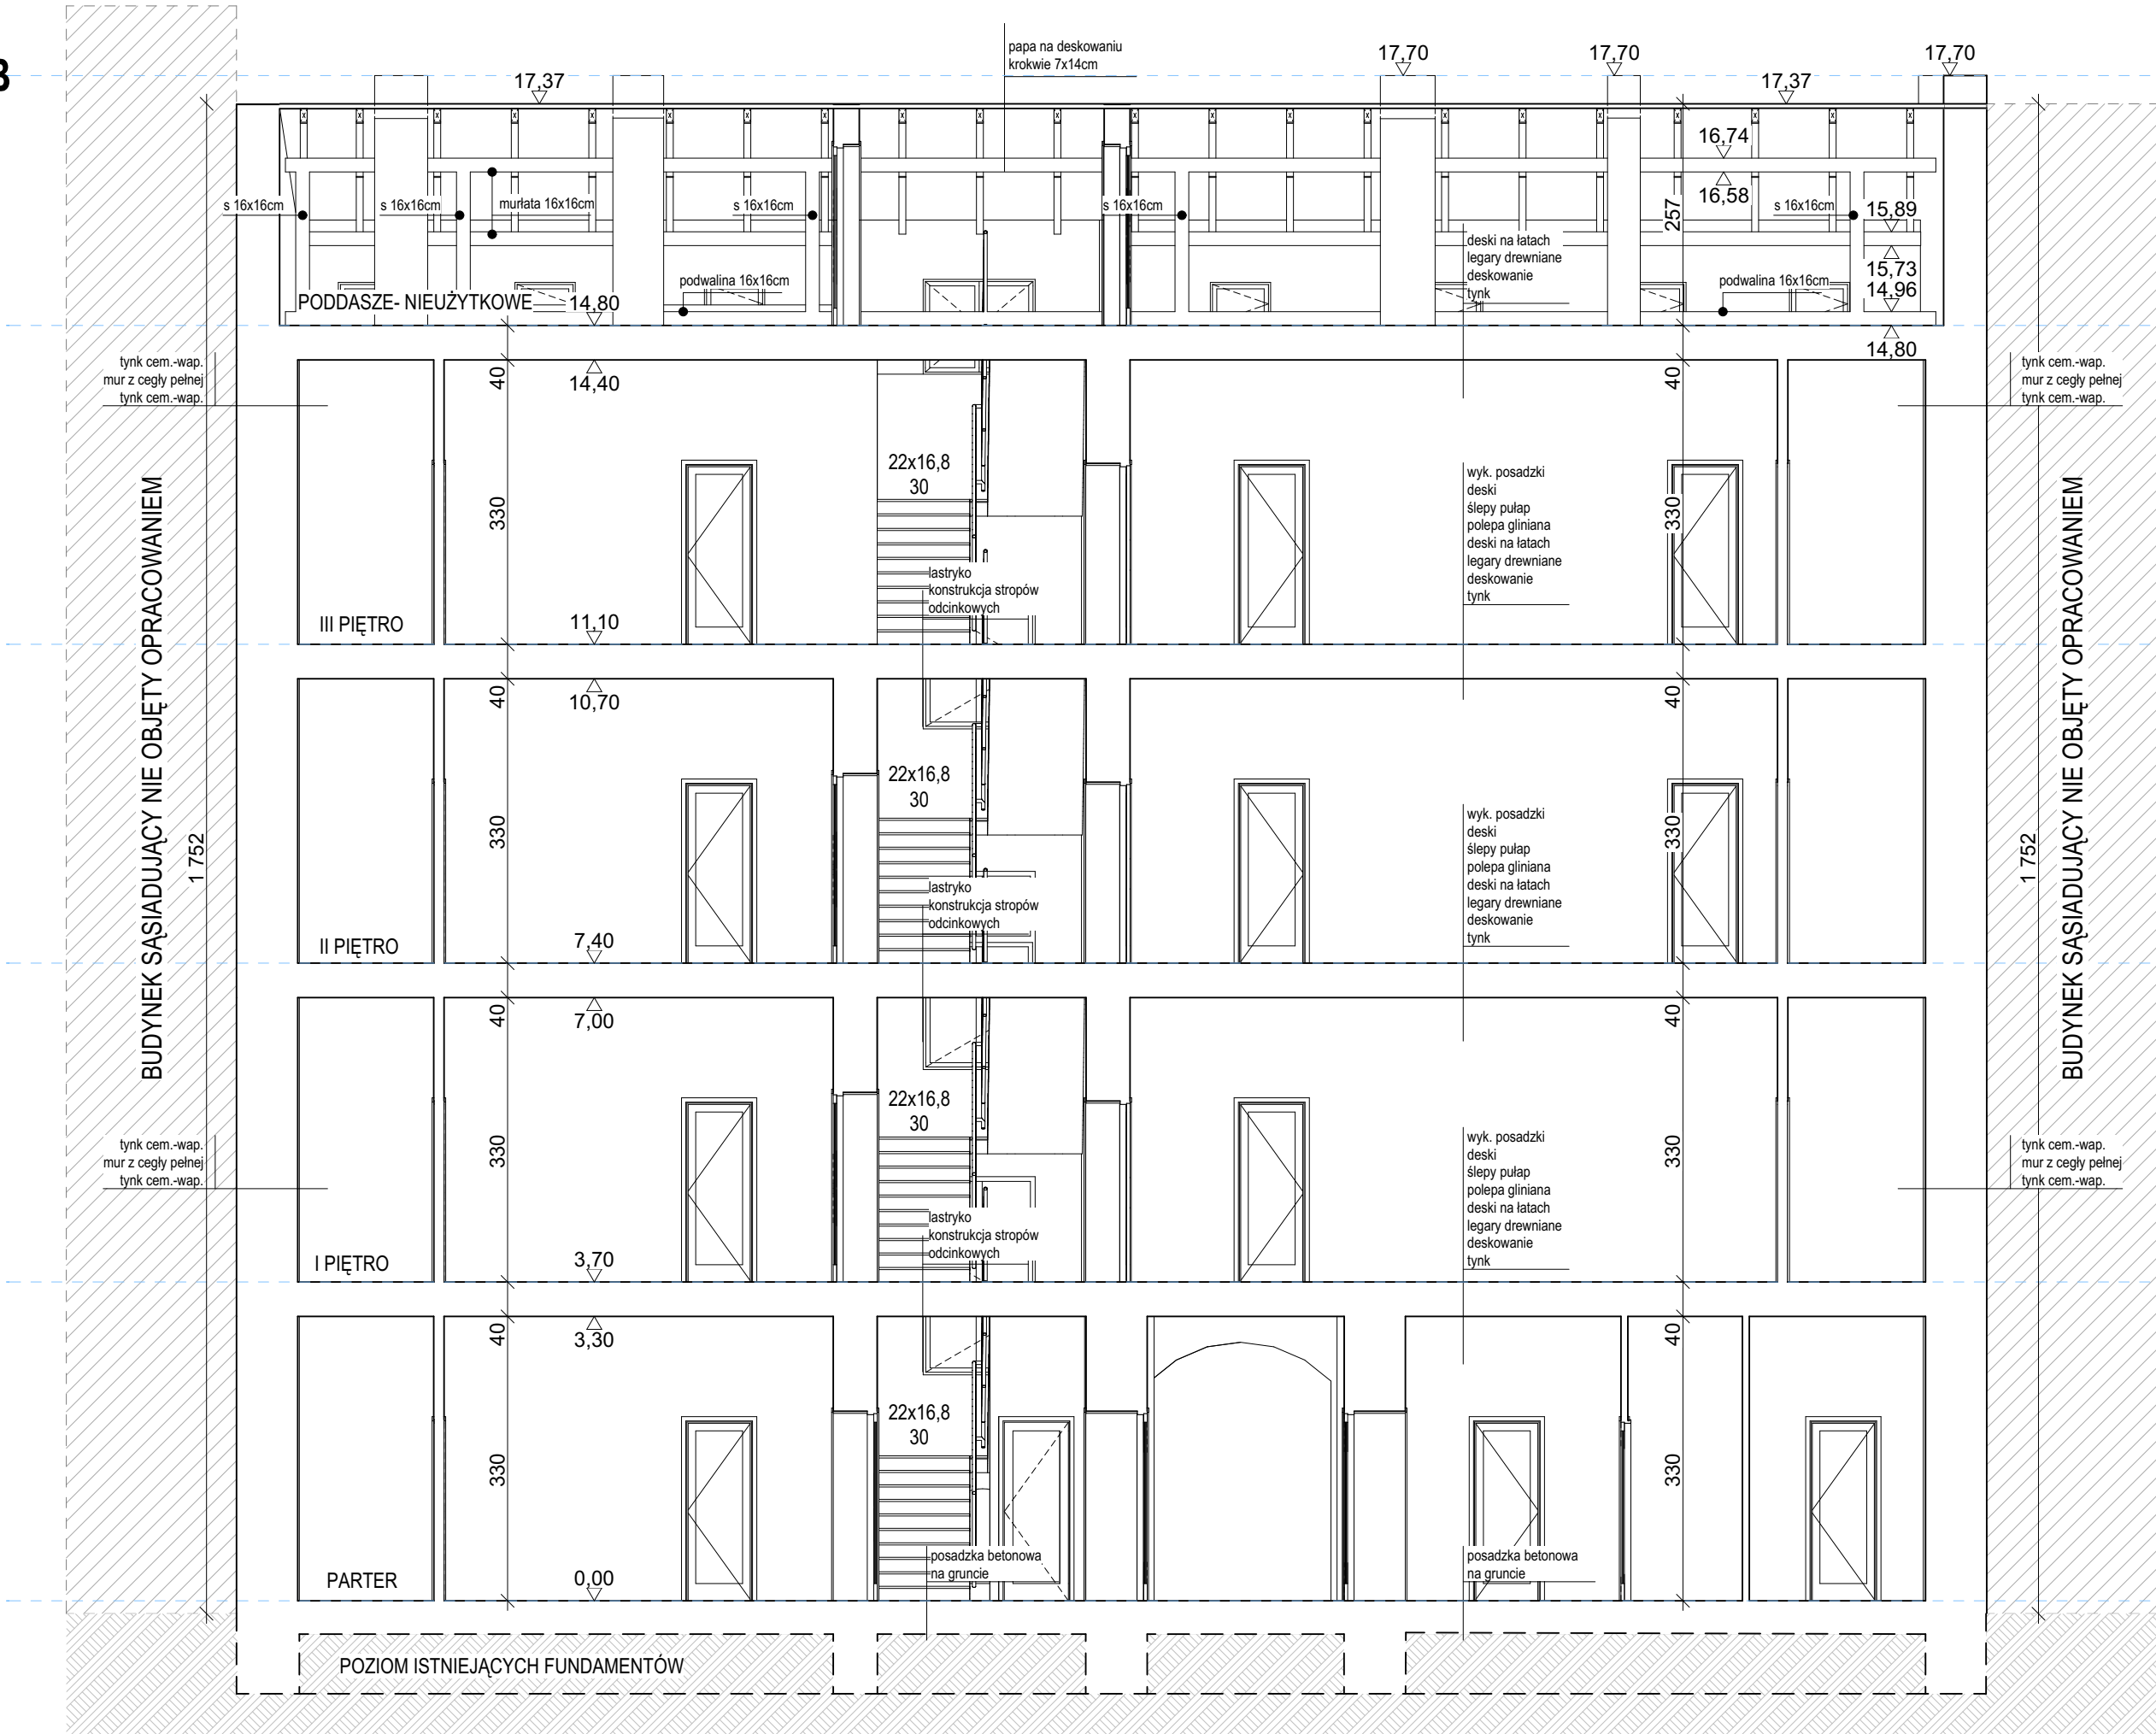 papa na deskowaniu
krokwie 7x14cm
17,70
17,70
17,70
17,37
17,37
16,74
16,58
257
s 16x16cm
s 16x16cm
murłata 16x16cm
s 16x16cm
s 16x16cm
s 16x16cm
15,89
deski na łatach
legary drewniane
deskowanie
tynk
15,73
14,96
podwalina 16x16cm
podwalina 16x16cm
PODDASZE- NIEUŻYTKOWE
14,80
14,80
tynk cem.-wap.
mur z cegły pełnej
tynk cem.-wap.
40
14,40
40
tynk cem.-wap.
mur z cegły pełnej
tynk cem.-wap.
BUDYNEK SĄSIADUJĄCY NIE OBJĘTY OPRACOWANIEM
BUDYNEK SĄSIADUJĄCY NIE OBJĘTY OPRACOWANIEM
1 752
1 752
330
22x16,8
30
wyk. posadzki
deski
ślepy pułap
polepa gliniana
deski na łatach
legary drewniane
deskowanie
tynk
330
lastryko
konstrukcja stropów
odcinkowych
III PIĘTRO
11,10
40
10,70
40
330
22x16,8
30
wyk. posadzki
deski
ślepy pułap
polepa gliniana
deski na łatach
legary drewniane
deskowanie
tynk
330
lastryko
konstrukcja stropów
odcinkowych
II PIĘTRO
7,40
40
7,00
40
330
22x16,8
30
wyk. posadzki
deski
ślepy pułap
polepa gliniana
deski na łatach
legary drewniane
deskowanie
tynk
330
tynk cem.-wap.
mur z cegły pełnej
tynk cem.-wap.
tynk cem.-wap.
mur z cegły pełnej
tynk cem.-wap.
lastryko
konstrukcja stropów
odcinkowych
I PIĘTRO
3,70
40
3,30
40
330
22x16,8
30
330
posadzka betonowa
na gruncie
posadzka betonowa
na gruncie
PARTER
0,00
POZIOM ISTNIEJĄCYCH FUNDAMENTÓW